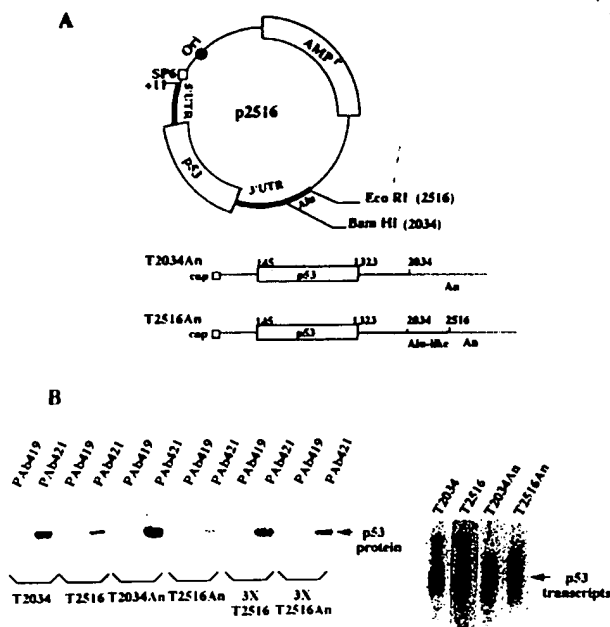 A
Ori
AMP r
SP6
+1
5'UTR
p2516
p53
3'UTR
Alu
Eco RI (2516)
Bam HI (2034)
T2034An
145
1323
2034
cap
p53
An
T2516An
145
1323
2034
2516
cap
p53
Alu-like
An
B
PAb419
PAb421
PAb419
PAb421
PAb419
PAb421
PAb419
PAb421
PAb419
PAb421
PAb419
PAb421
p53
protein
T2034
T2516
T2034An
T2516An
3X
T2516
3X
T2516An
T2034
T2516
T2034An
T2516An
p53
transcripts